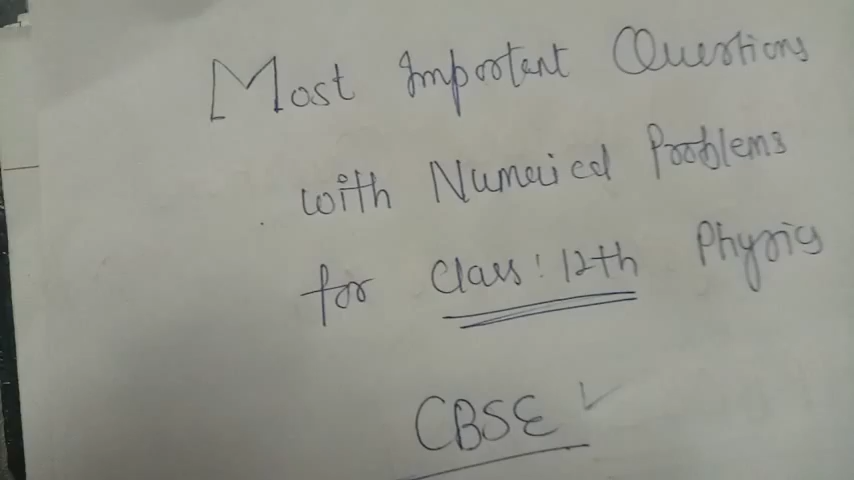 Most Important Questions
with Numerical Problems
for Class: 12th Physics
CBSE ✓